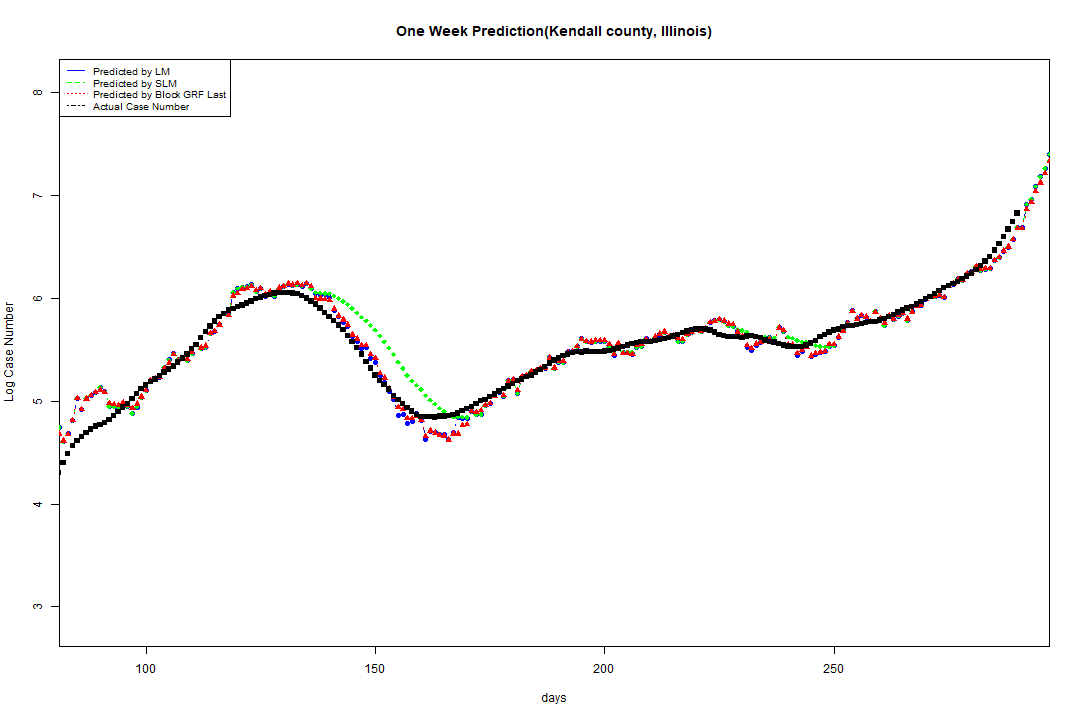 One Week Prediction(Kendall county, Illinois)
Predicted by LM
Predicted by SLM
Predicted by Block GRF Last
Actual Case Number
8
7
6
5
4
3
Log Case Number
100 150 200 250
days